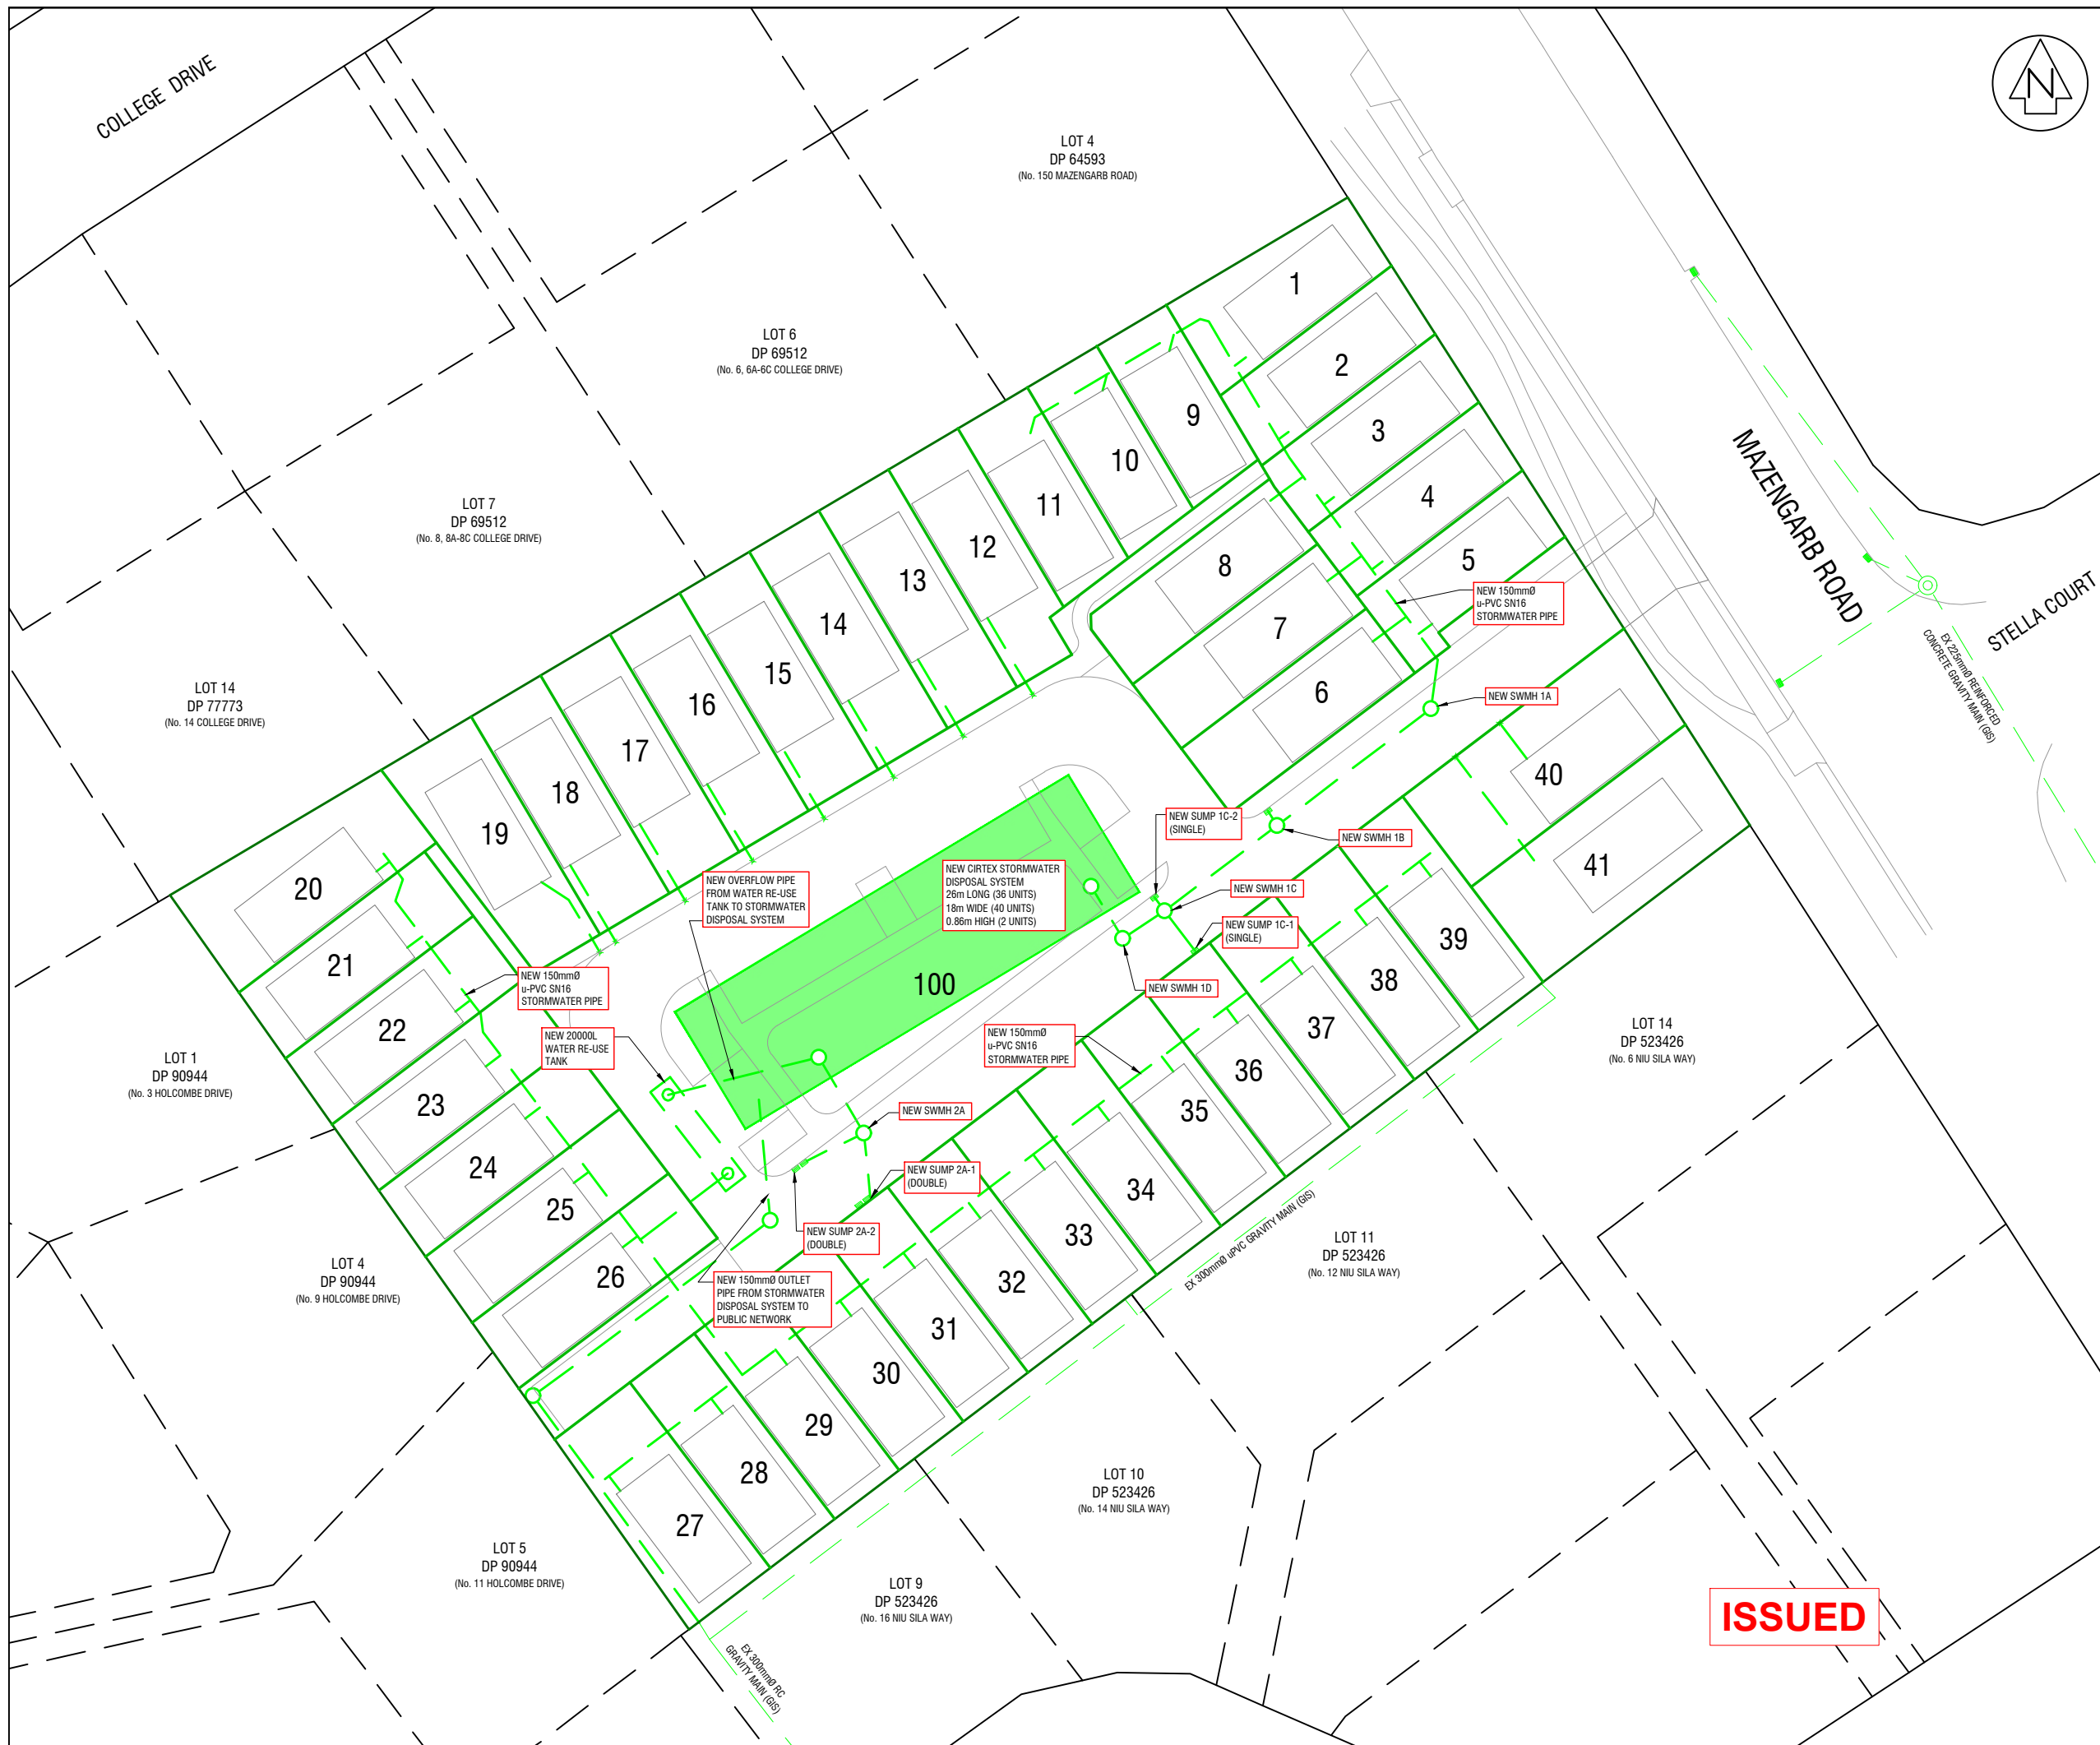 COLLEGE DRIVE
N
LOT 4
DP 64593
(No. 150 MAZENGARB ROAD)
LOT 6
DP 69512
(No. 6, 6A-6C COLLEGE DRIVE)
LOT 7
DP 69512
(No. 8, 8A-8C COLLEGE DRIVE)
LOT 14
DP 77773
(No. 14 COLLEGE DRIVE)
MAZENGARB ROAD
STELLA COURT
EX 225mmØ REINFORCED
CONCRETE GRAVITY MAIN (GIS)
1
2
3
4
5
6
7
8
9
10
11
12
13
14
15
16
17
18
19
20
21
22
23
24
25
26
27
28
29
30
31
32
33
34
35
36
37
38
39
40
41
100
NEW 150mmØ
u-PVC SN16
STORMWATER PIPE
NEW SWMH 1A
NEW SUMP 1C-2
(SINGLE)
NEW SWMH 1B
NEW OVERFLOW PIPE
FROM WATER RE-USE
TANK TO STORMWATER
DISPOSAL SYSTEM
NEW CIRTEX STORMWATER
DISPOSAL SYSTEM
26m LONG (36 UNITS)
18m WIDE (40 UNITS)
0.86m HIGH (2 UNITS)
NEW SWMH 1C
NEW SUMP 1C-1
(SINGLE)
NEW SWMH 1D
NEW 150mmØ
u-PVC SN16
STORMWATER PIPE
NEW 20000L
WATER RE-USE
TANK
NEW 150mmØ
u-PVC SN16
STORMWATER PIPE
NEW SWMH 2A
NEW SUMP 2A-1
(DOUBLE)
NEW SUMP 2A-2
(DOUBLE)
NEW 150mmØ OUTLET
PIPE FROM STORMWATER
DISPOSAL SYSTEM TO
PUBLIC NETWORK
LOT 1
DP 90944
(No. 3 HOLCOMBE DRIVE)
LOT 4
DP 90944
(No. 9 HOLCOMBE DRIVE)
LOT 5
DP 90944
(No. 11 HOLCOMBE DRIVE)
LOT 14
DP 523426
(No. 6 NIU SILA WAY)
LOT 11
DP 523426
(No. 12 NIU SILA WAY)
EX 300mmØ uPVC GRAVITY MAIN (GIS)
LOT 10
DP 523426
(No. 14 NIU SILA WAY)
LOT 9
DP 523426
(No. 16 NIU SILA WAY)
EX 300mmØ RC
GRAVITY MAIN (GIS)
ISSUED